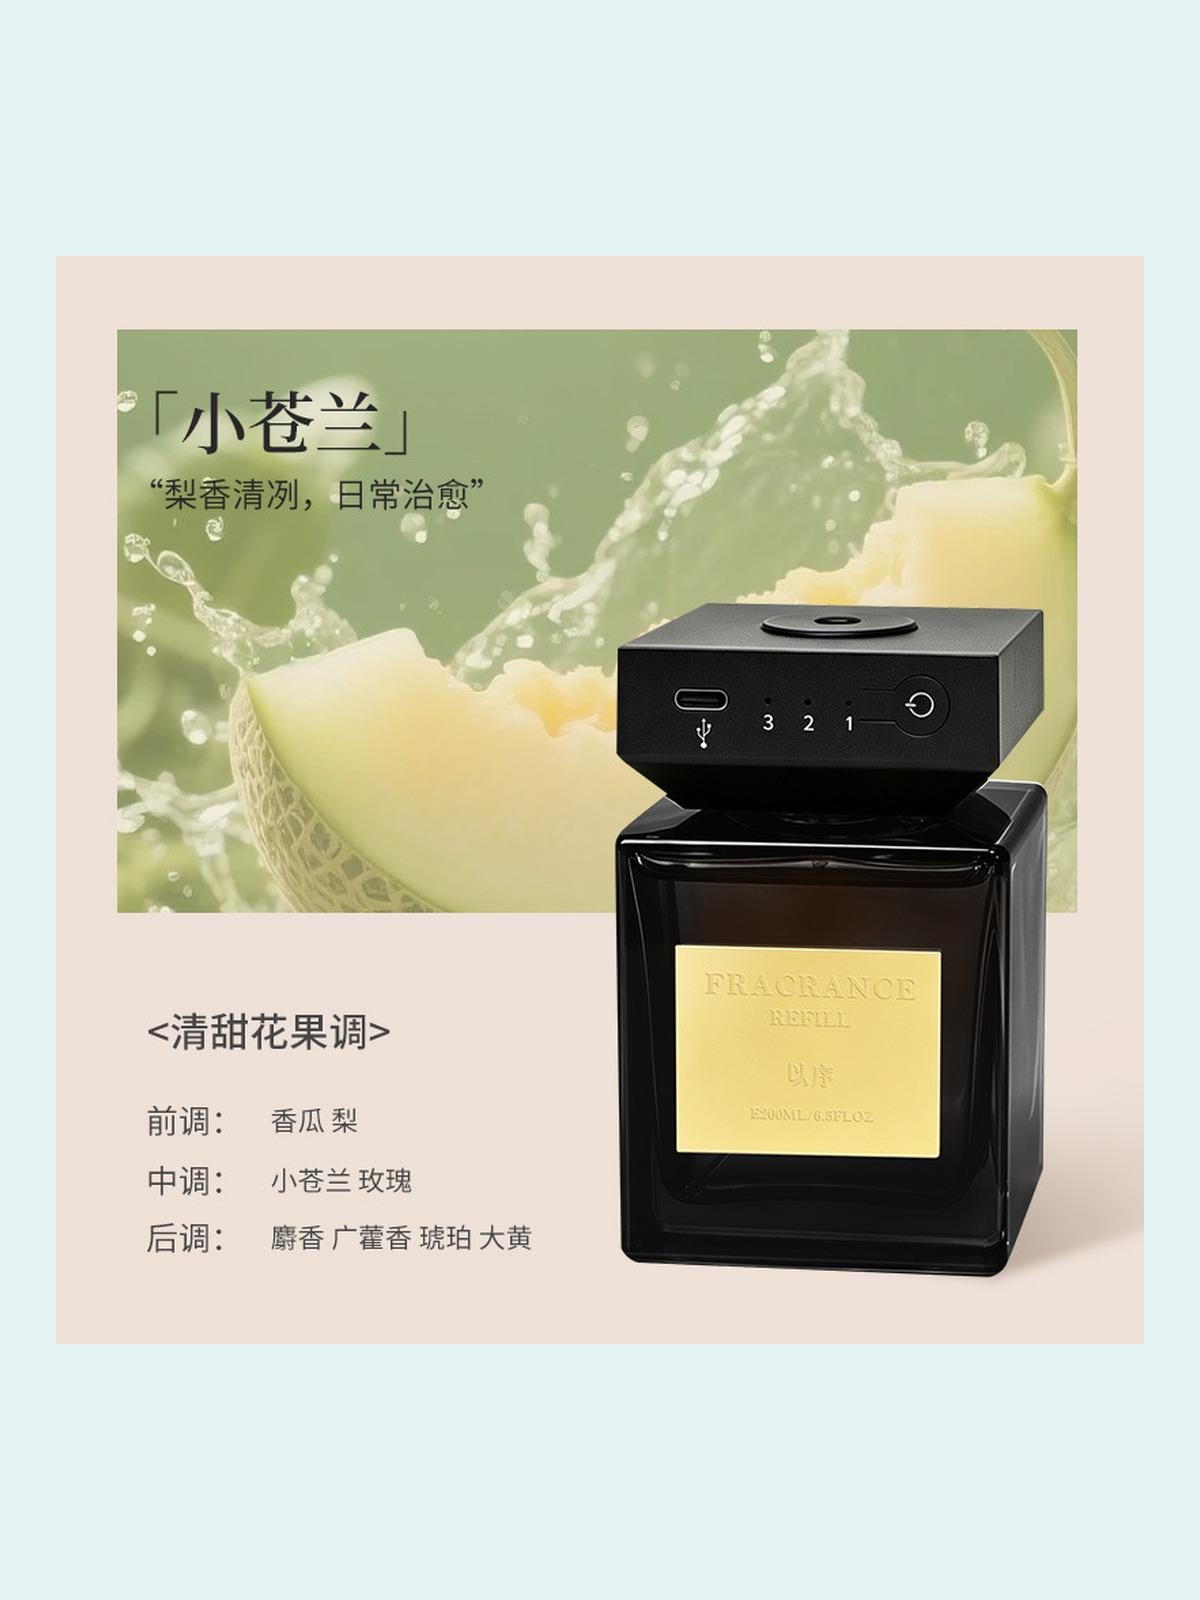 「小苍兰」
“梨香清冽，日常治愈”
3 2 1
FRAGRANCE
REFILL
以序
E200ML/6.5FLOZ
<清甜花果调>
前调： 香瓜 梨
中调： 小苍兰 玫瑰
后调： 麝香 广藿香 琥珀 大黄